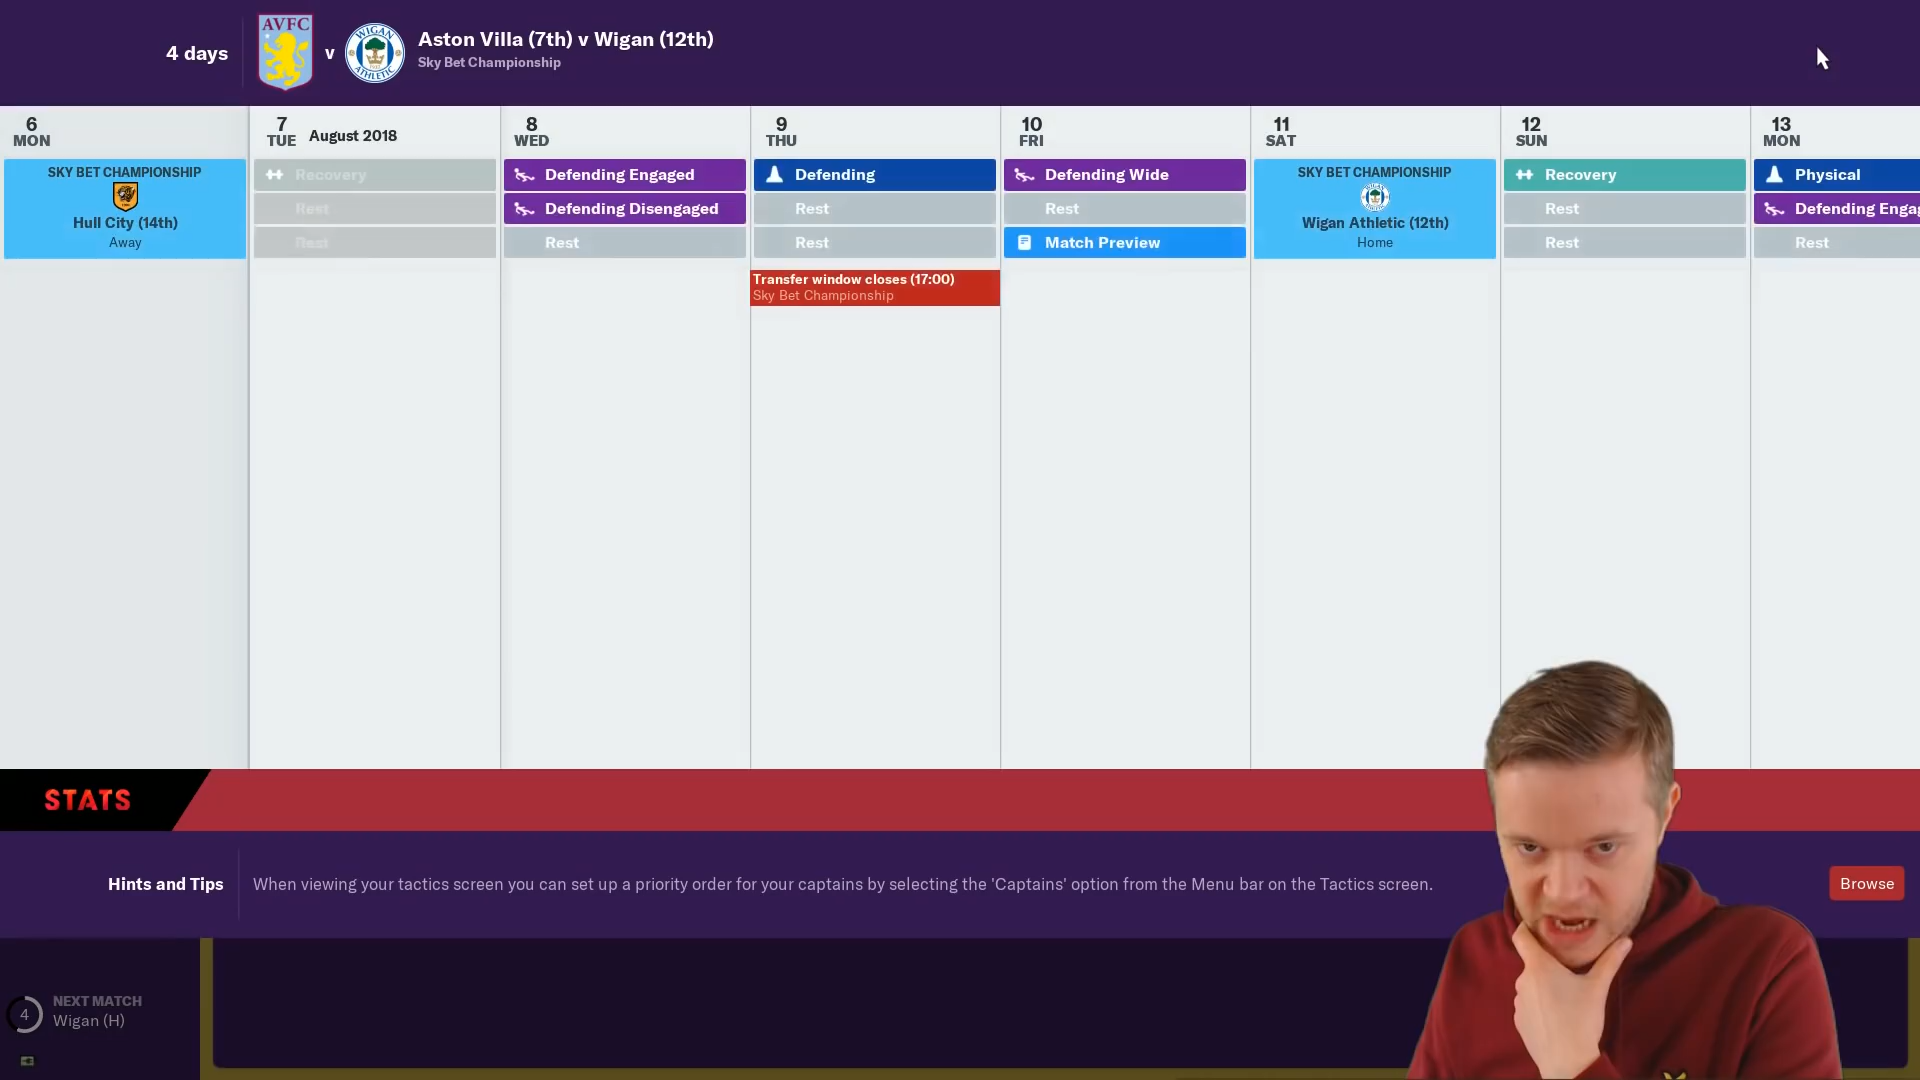 4 days
AVFC
v
WIGAN
ATHLETIC
Aston Villa (7th) v Wigan (12th)
Sky Bet Championship
6
MON
7
TUE
August 2018
8
WED
9
THU
10
FRI
11
SAT
12
SUN
13
MON
SKY BET CHAMPIONSHIP
Hull City (14th)
Away
Recovery
Rest
Rest
Defending Engaged
Defending Disengaged
Rest
Defending
Rest
Rest
Transfer window closes (17:00)
Sky Bet Championship
Defending Wide
Rest
Match Preview
SKY BET CHAMPIONSHIP
Wigan Athletic (12th)
Home
Recovery
Rest
Rest
Physical
Defending Engag
Rest
STATS
Hints and Tips
When viewing your tactics screen you can set up a priority order for your captains by selecting the 'Captains' option from the Menu bar on the Tactics screen.
Browse
4
NEXT MATCH
Wigan (H)